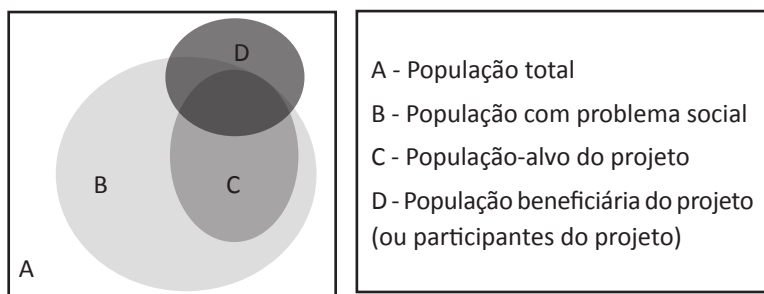 D
B
C
A
A - População total
B - População com problema social
C - População-alvo do projeto
D - População beneficiária do projeto
(ou participantes do projeto)